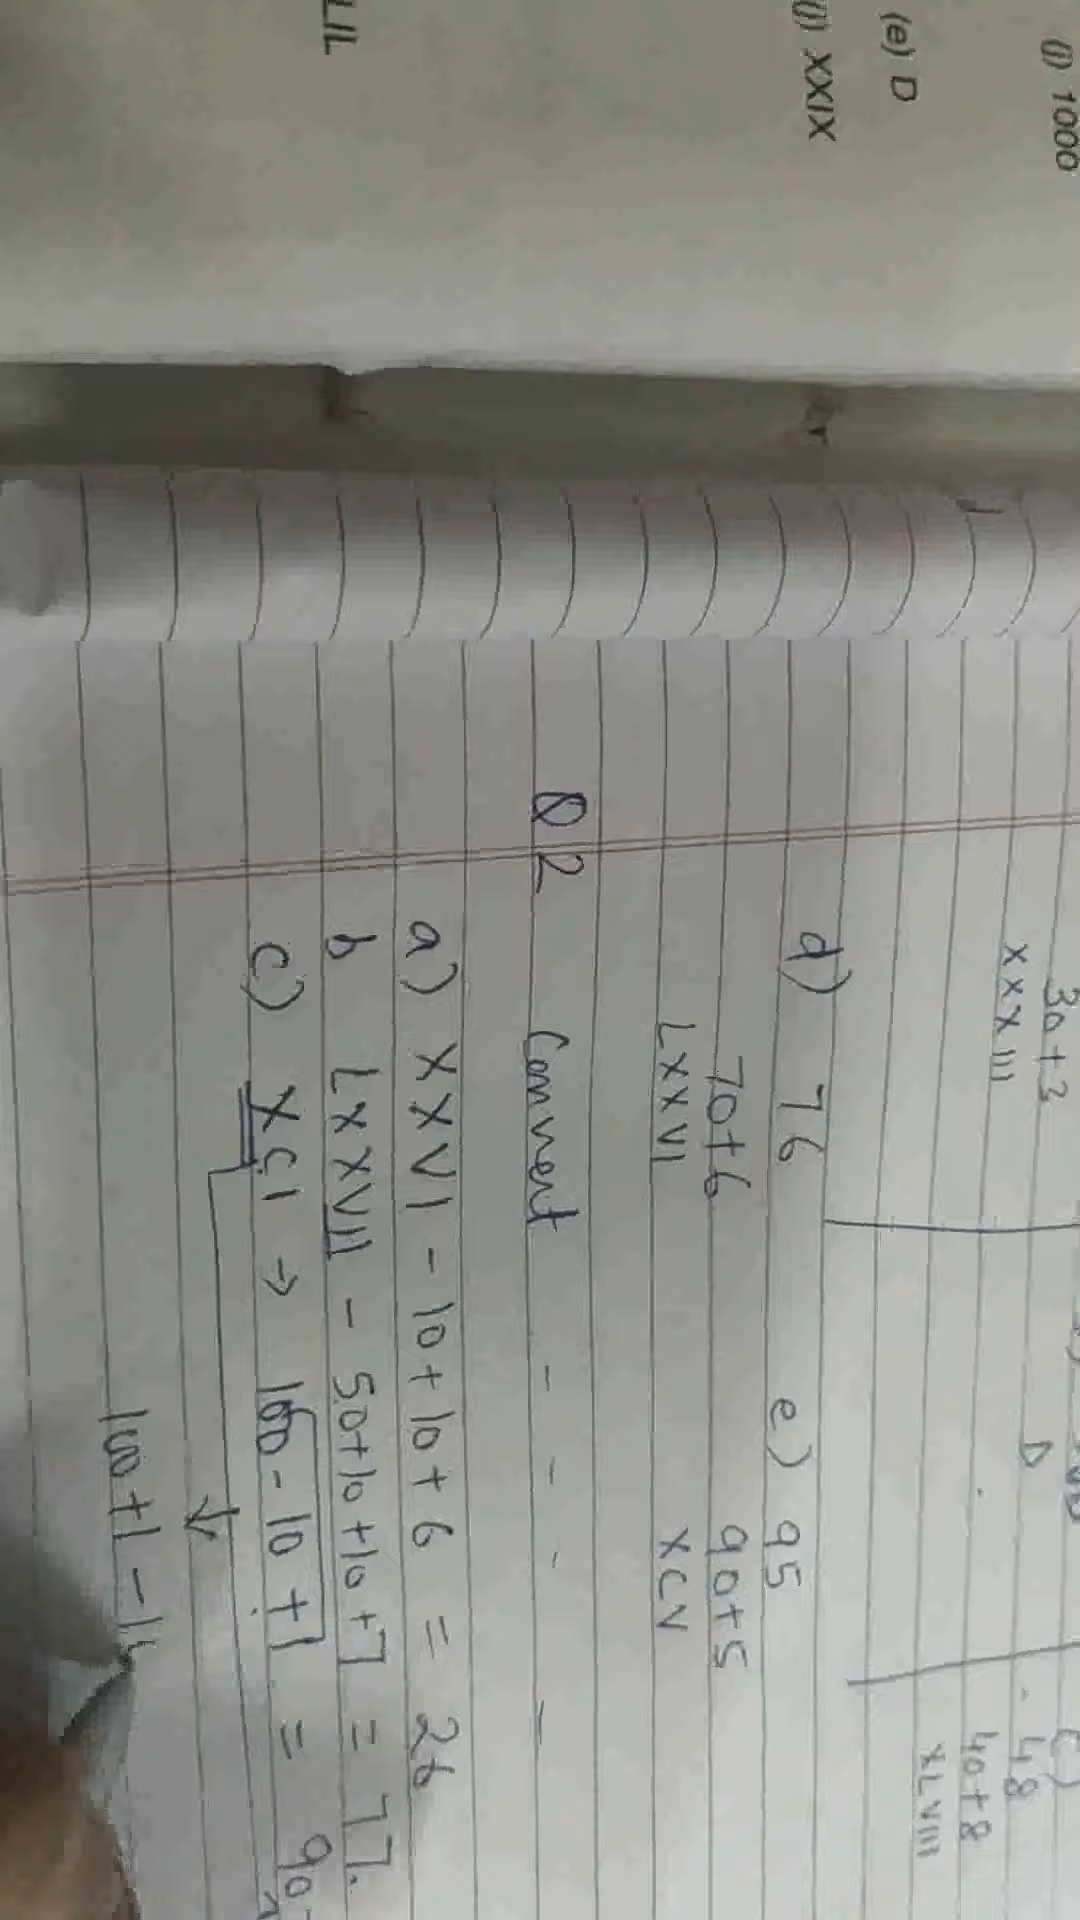 (j) 1000
(e) D
(j) XXIX
LIL
30+3
XXXIII
D
48
40+8
XLVIII
d) 76
70+6
LXXVI
e) 95
90+5
XCV
Q2 Convert - - - -
a) XXVI - 10+10+6 = 26
b LXXVII - 50+10+10+7 = 77.
c) XCI → 100-10+1 = 90
100+1-1